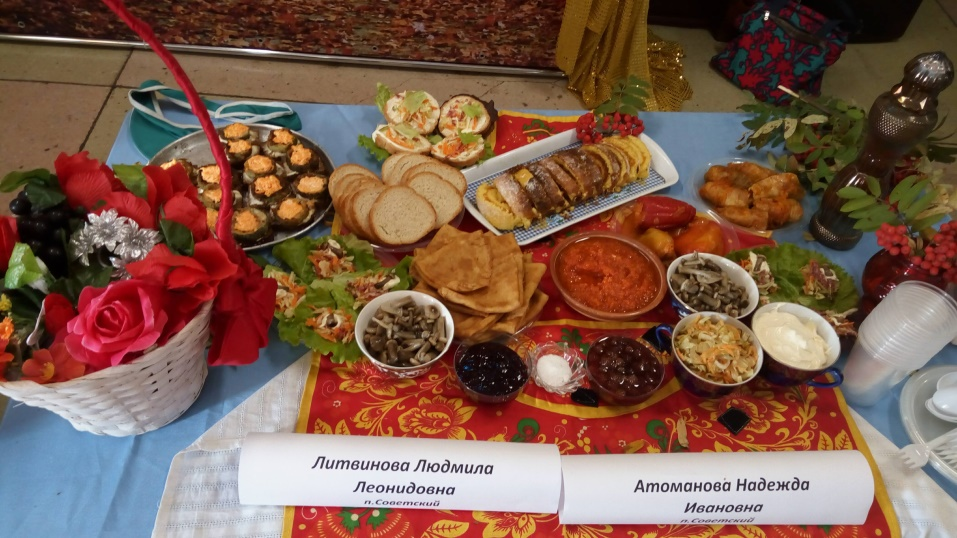 Литвинова Людмила
Леонидовна
п.Советский
Атоманова Надежда
Ивановна
п.Советский